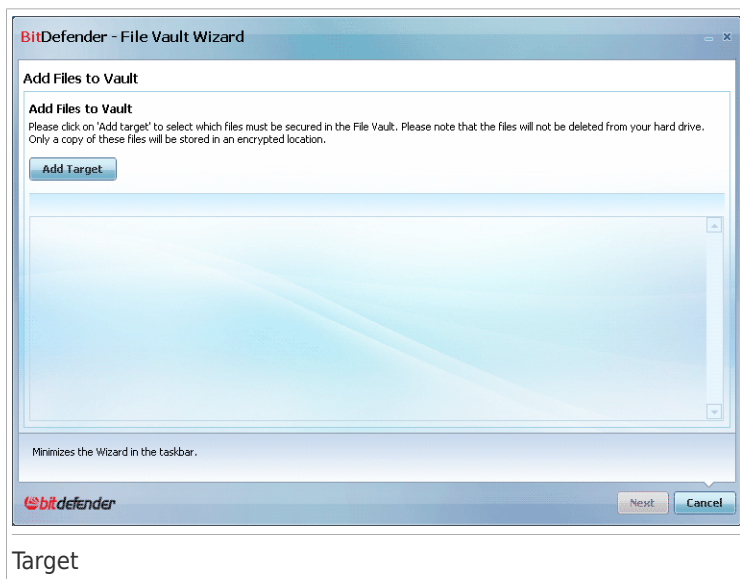 BitDefender - File Vault Wizard
Add Files to Vault
Add Files to Vault
Please click on 'Add target' to select which files must be secured in the File Vault. Please note that the files will not be deleted from your hard drive.
Only a copy of these files will be stored in an encrypted location.
Add Target
Minimizes the Wizard in the taskbar.
bitdefender
Next
Cancel
Target